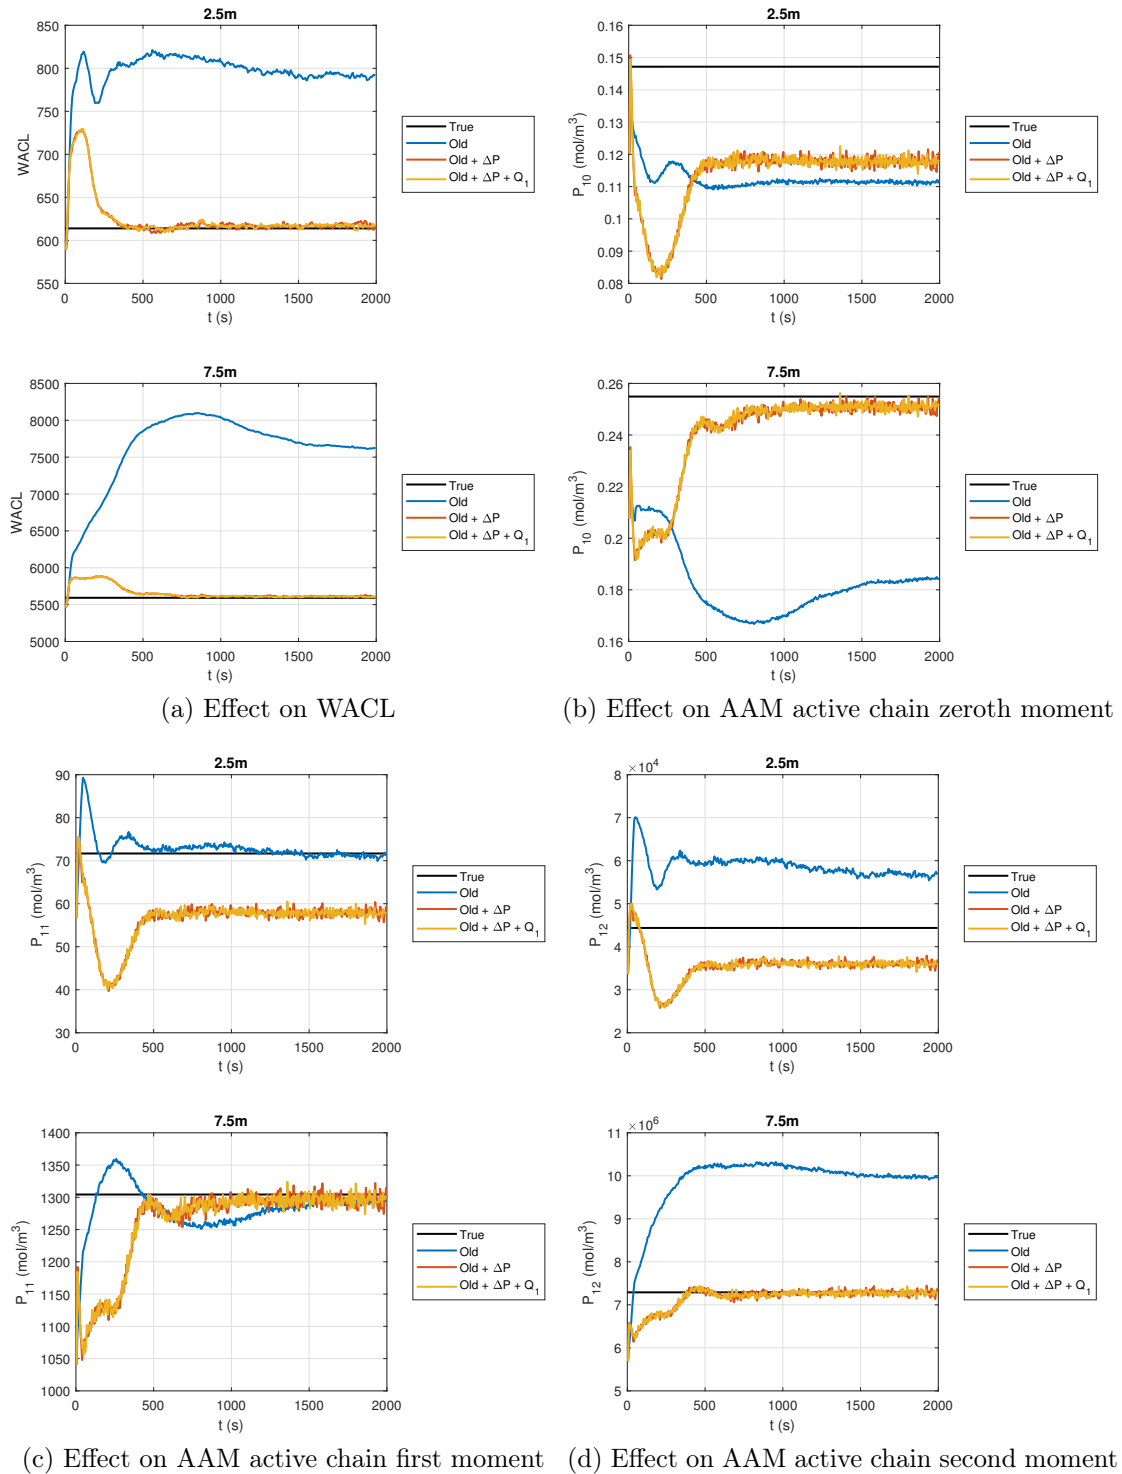 2.5m
850
800
750
700
650
600
550
WACL
0 500 1000 1500 2000
t (s)
True
Old
Old + ΔP
Old + ΔP + Q₁
2.5m
0.16
0.15
0.14
0.13
0.12
0.11
0.1
0.09
0.08
P₁₀ (mol/m³)
0 500 1000 1500 2000
t (s)
True
Old
Old + ΔP
Old + ΔP + Q₁
7.5m
8500
8000
7500
7000
6500
6000
5500
5000
WACL
0 500 1000 1500 2000
t (s)
True
Old
Old + ΔP
Old + ΔP + Q₁
7.5m
0.26
0.24
0.22
0.2
0.18
0.16
P₁₀ (mol/m³)
0 500 1000 1500 2000
t (s)
True
Old
Old + ΔP
Old + ΔP + Q₁
(a) Effect on WACL
(b) Effect on AAM active chain zeroth moment
2.5m
90
80
70
60
50
40
30
P₁₁ (mol/m³)
0 500 1000 1500 2000
t (s)
True
Old
Old + ΔP
Old + ΔP + Q₁
2.5m
×10⁴
8
7
6
5
4
3
2
P₁₂ (mol/m³)
0 500 1000 1500 2000
t (s)
True
Old
Old + ΔP
Old + ΔP + Q₁
7.5m
1400
1350
1300
1250
1200
1150
1100
1050
1000
P₁₁ (mol/m³)
0 500 1000 1500 2000
t (s)
True
Old
Old + ΔP
Old + ΔP + Q₁
7.5m
×10⁶
11
10
9
8
7
6
5
P₁₂ (mol/m³)
0 500 1000 1500 2000
t (s)
True
Old
Old + ΔP
Old + ΔP + Q₁
(c) Effect on AAM active chain first moment
(d) Effect on AAM active chain second moment